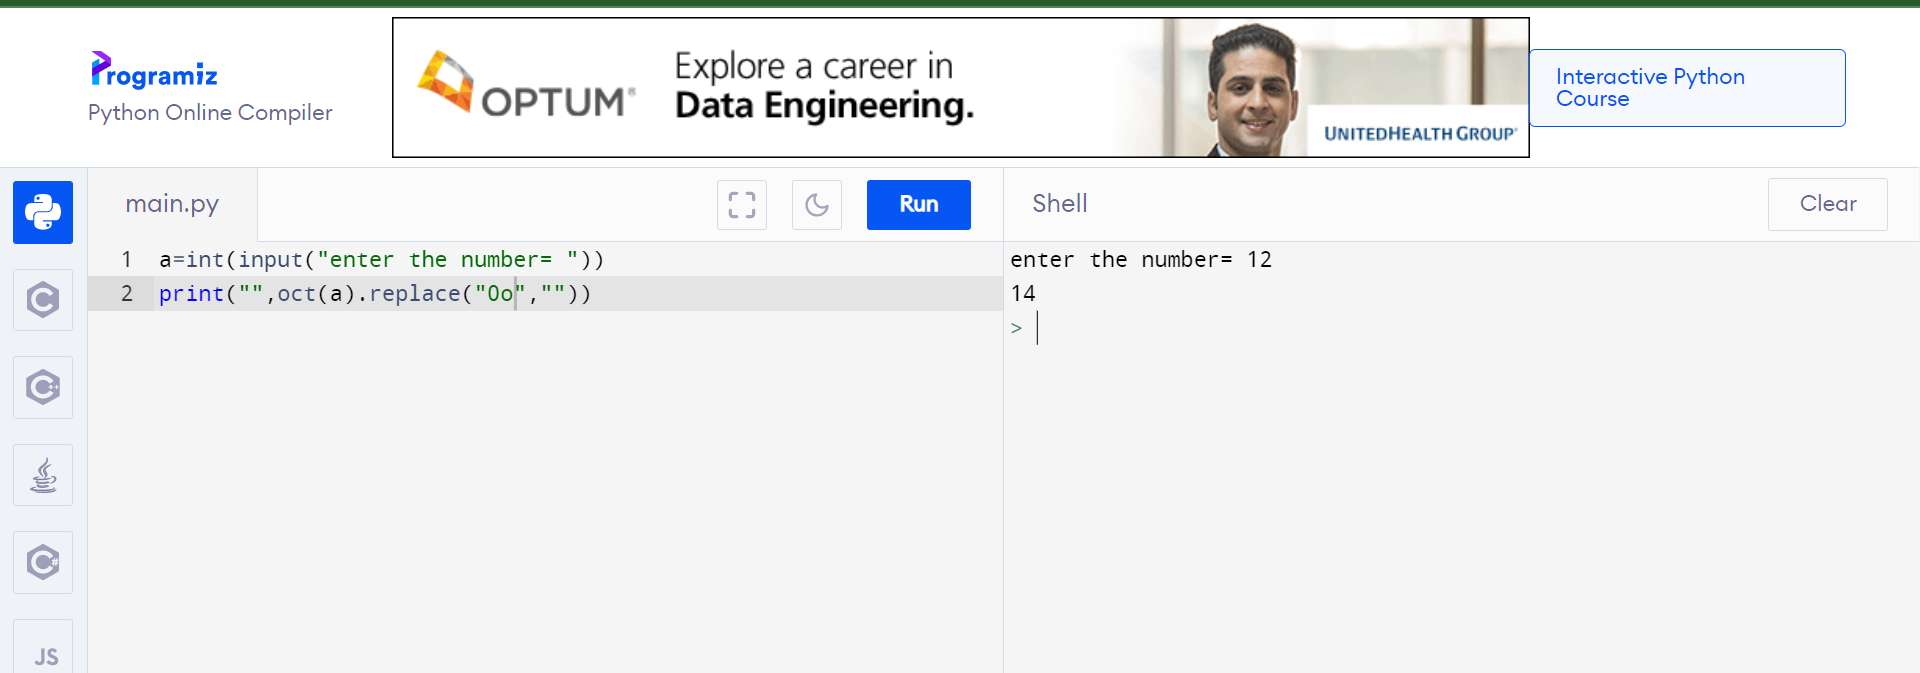 Programiz
Python Online Compiler
OPTUM®
Explore a career in
Data Engineering.
UNITEDHEALTH GROUP®
Interactive Python
Course
main.py
Run
Shell
Clear
1 a=int(input("enter the number= "))
2 print("",oct(a).replace("0o",""))
enter the number= 12
14
>
C
C++
C#
JS